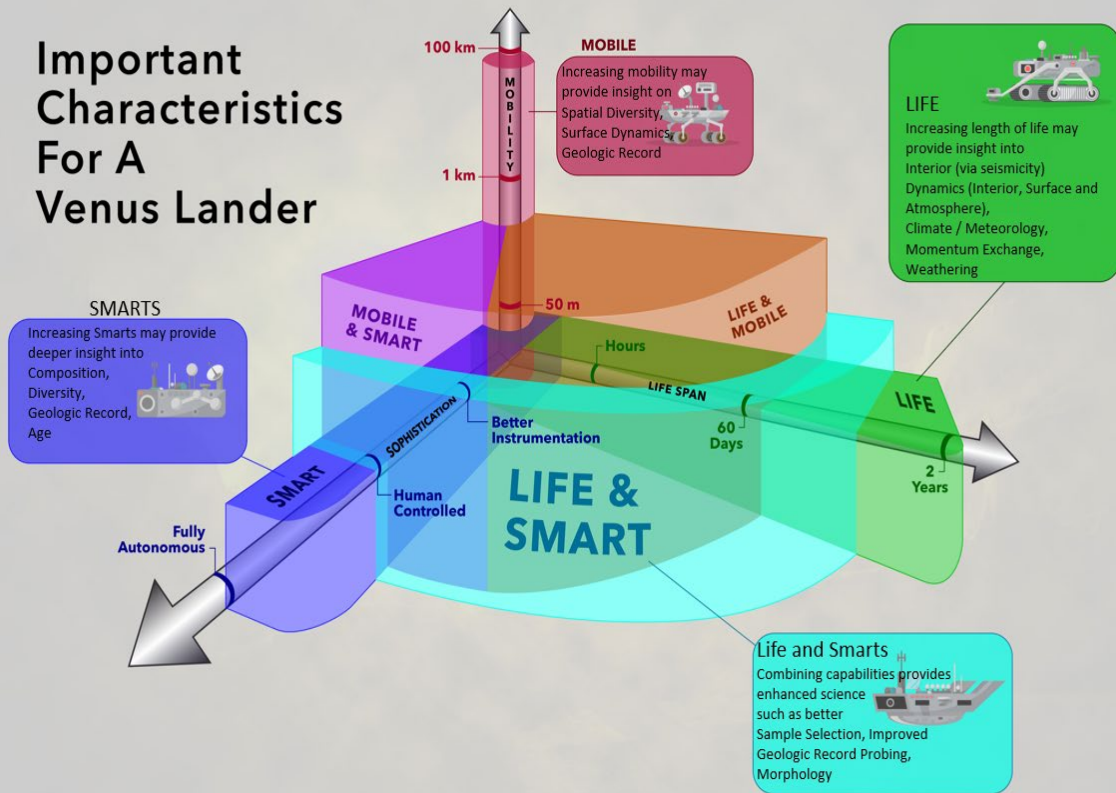 Important
Characteristics
For A
Venus Lander
100 km
MOBILITY
1 km
50 m
MOBILE
Increasing mobility may
provide insight on
Spatial Diversity,
Surface Dynamics,
Geologic Record
LIFE
Increasing length of life may
provide insight into
Interior (via seismicity)
Dynamics (Interior, Surface and
Atmosphere),
Climate / Meteorology,
Momentum Exchange,
Weathering
SMARTS
Increasing Smarts may provide
deeper insight into
Composition,
Diversity,
Geologic Record,
Age
MOBILE
& SMART
LIFE &
MOBILE
Hours
LIFE SPAN
60
Days
LIFE
2
Years
SOPHISTICATION
Better
Instrumentation
SMART
Human
Controlled
Fully
Autonomous
LIFE &
SMART
Life and Smarts
Combining capabilities provides
enhanced science
such as better
Sample Selection, Improved
Geologic Record Probing,
Morphology